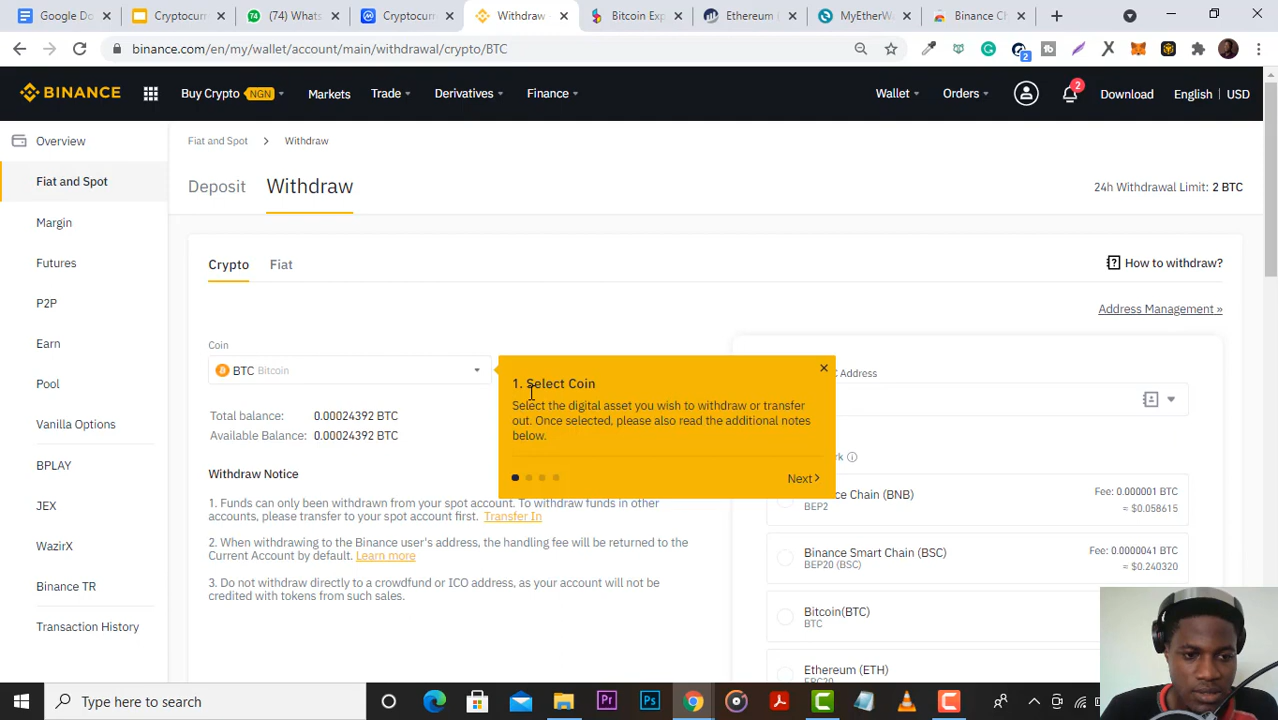 Google Do
Cryptocurr
(74) Whats
Cryptocurr
Withdraw
Bitcoin Exp
Ethereum
MyEtherW
Binance Ch
binance.com/en/my/wallet/account/main/withdrawal/crypto/BTC
2
BINANCE
Buy Crypto NGN
Markets
Trade
Derivatives
Finance
Wallet
Orders
2
Download
English
USD
Overview
Fiat and Spot
Margin
Futures
P2P
Earn
Pool
Vanilla Options
BPLAY
JEX
WazirX
Binance TR
Transaction History
Fiat and Spot > Withdraw
Deposit
Withdraw
24h Withdrawal Limit: 2 BTC
Crypto
Fiat
How to withdraw?
Address Management »
Coin
BTC Bitcoin
Total balance: 0.00024392 BTC
Available Balance: 0.00024392 BTC
Withdraw Notice
1. Funds can only been withdrawn from your spot account. To withdraw funds in other
accounts, please transfer to your spot account first. Transfer In
2. When withdrawing to the Binance user's address, the handling fee will be returned to the
Current Account by default. Learn more
3. Do not withdraw directly to a crowdfund or ICO address, as your account will not be
credited with tokens from such sales.
1. Select Coin
Select the digital asset you wish to withdraw or transfer
out. Once selected, please also read the additional notes
below.
Next
Address
Chain (BNB)
BEP2
Fee: 0.000001 BTC
≈ $0.058615
Binance Smart Chain (BSC)
BEP20 (BSC)
Fee: 0.0000041 BTC
≈ $0.240320
Bitcoin(BTC)
BTC
Ethereum (ETH)
Type here to search